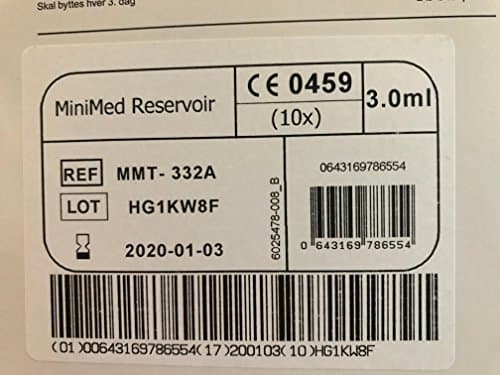 Skal byttes hver 3. dag
MiniMed Reservoir
CE 0459
(10x)
3.0ml
REF MMT- 332A
LOT HG1KW8F
2020-01-03
6025478-008_B
0643169786554
0 643169 786554
(01)00643169786554(17)200103(10)HG1KW8F